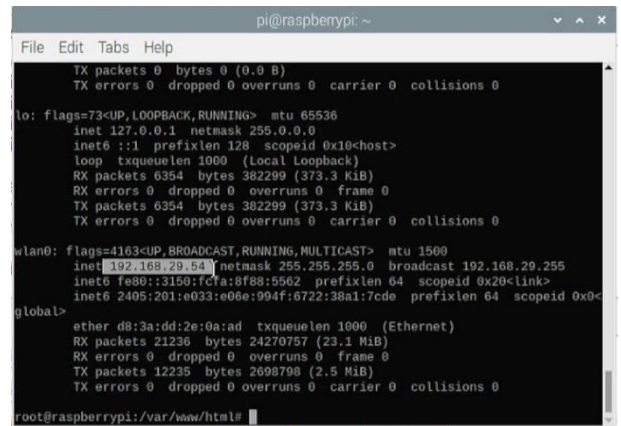 pi@raspberrypi: ~
File Edit Tabs Help
TX packets 0 bytes 0 (0.0 B)
TX errors 0 dropped 0 overruns 0 carrier 0 collisions 0
lo: flags=73<UP,LOOPBACK,RUNNING> mtu 65536
inet 127.0.0.1 netmask 255.0.0.0
inet6 ::1 prefixlen 128 scopeid 0x10<host>
loop txqueuelen 1000 (Local Loopback)
RX packets 6354 bytes 382299 (373.3 KiB)
RX errors 0 dropped 0 overruns 0 frame 0
TX packets 6354 bytes 382299 (373.3 KiB)
TX errors 0 dropped 0 overruns 0 carrier 0 collisions 0
wlan0: flags=4163<UP,BROADCAST,RUNNING,MULTICAST> mtu 1500
inet 192.168.29.54 netmask 255.255.255.0 broadcast 192.168.29.255
inet6 fe80::3150:fcfa:8f88:5562 prefixlen 64 scopeid 0x20<link>
inet6 2405:201:e033:e06e:994f:6722:38a1:7cde prefixlen 64 scopeid 0x0<
global>
ether d8:3a:dd:2e:0a:ad txqueuelen 1000 (Ethernet)
RX packets 21236 bytes 24270757 (23.1 MiB)
RX errors 0 dropped 0 overruns 0 frame 0
TX packets 12235 bytes 2698798 (2.5 MiB)
TX errors 0 dropped 0 overruns 0 carrier 0 collisions 0
root@raspberrypi:/var/www/html#